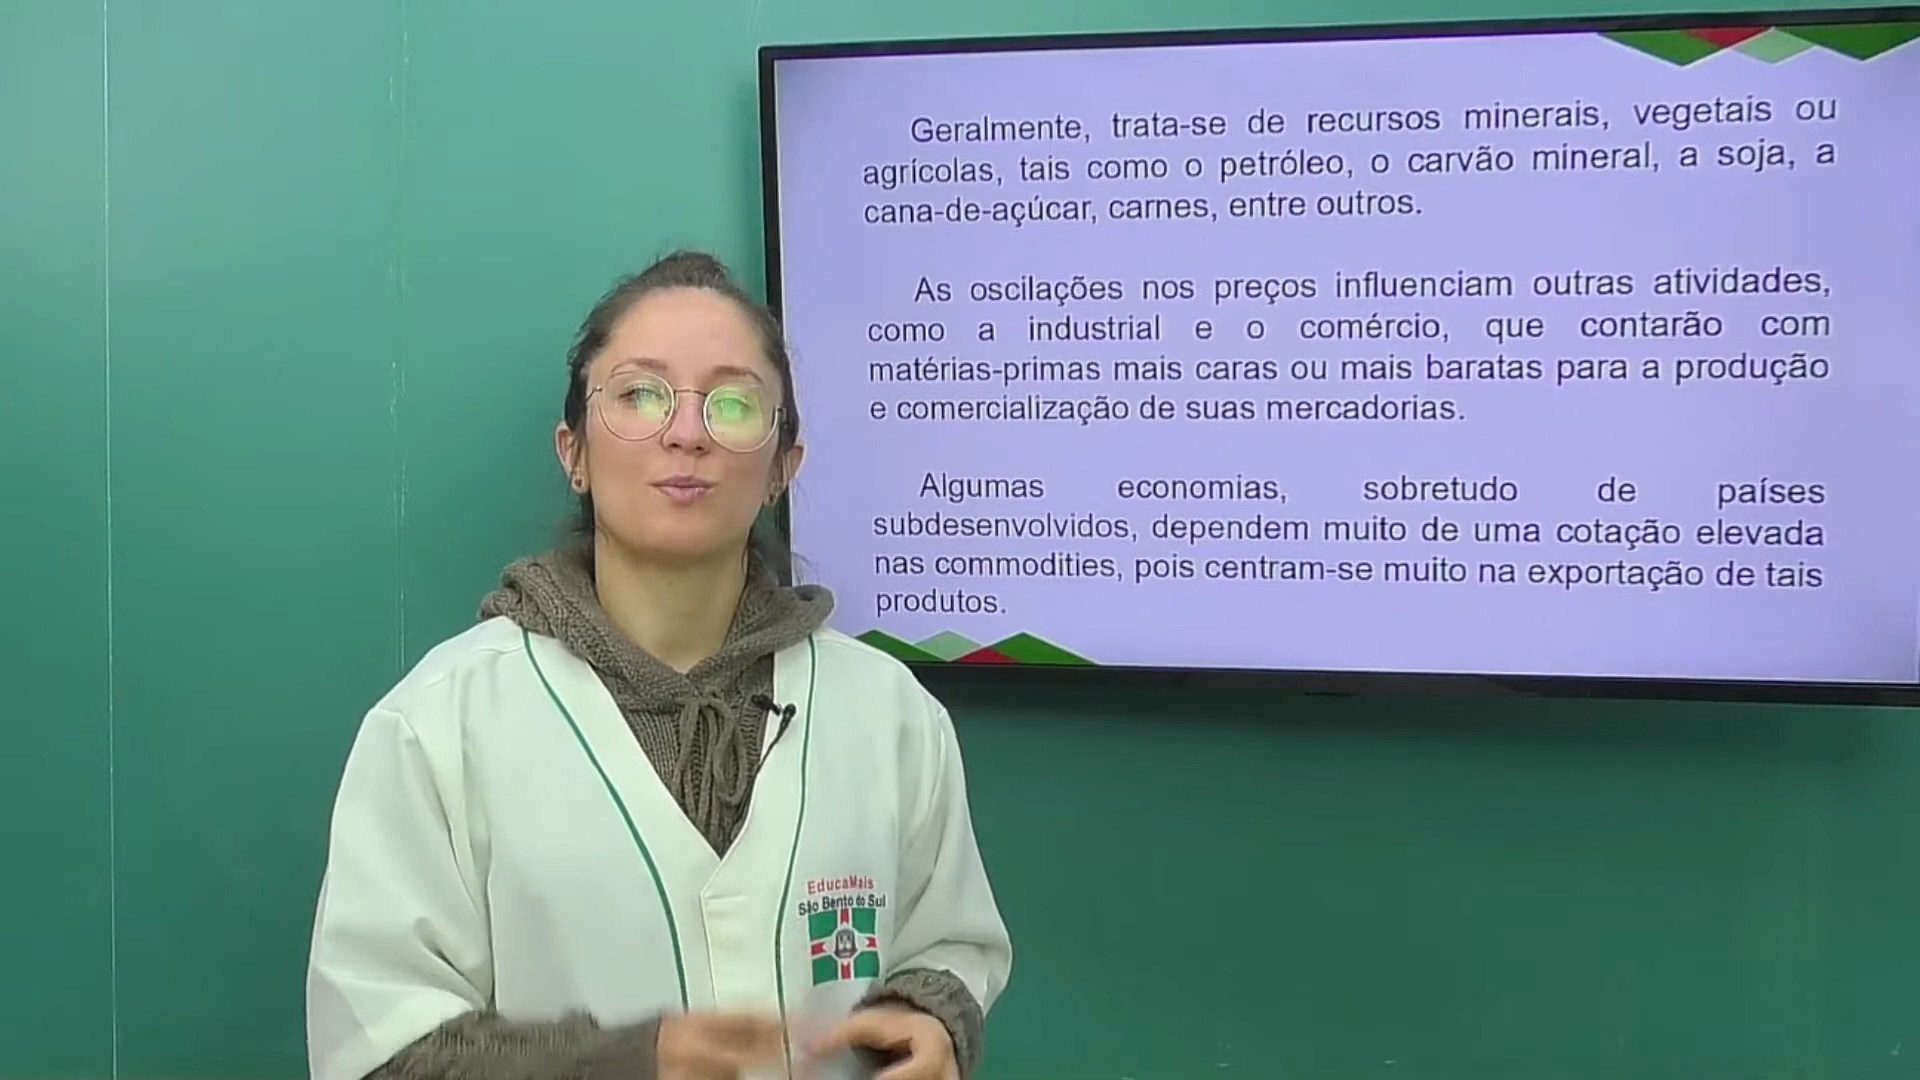 Geralmente, trata-se de recursos minerais, vegetais ou
agrícolas, tais como o petróleo, o carvão mineral, a soja, a
cana-de-açúcar, carnes, entre outros.
As oscilações nos preços influenciam outras atividades,
como a industrial e o comércio, que contarão com
matérias-primas mais caras ou mais baratas para a produção
e comercialização de suas mercadorias.
Algumas economias, sobretudo de países
subdesenvolvidos, dependem muito de uma cotação elevada
nas commodities, pois centram-se muito na exportação de tais
produtos.
EducaMais
São Bento do Sul